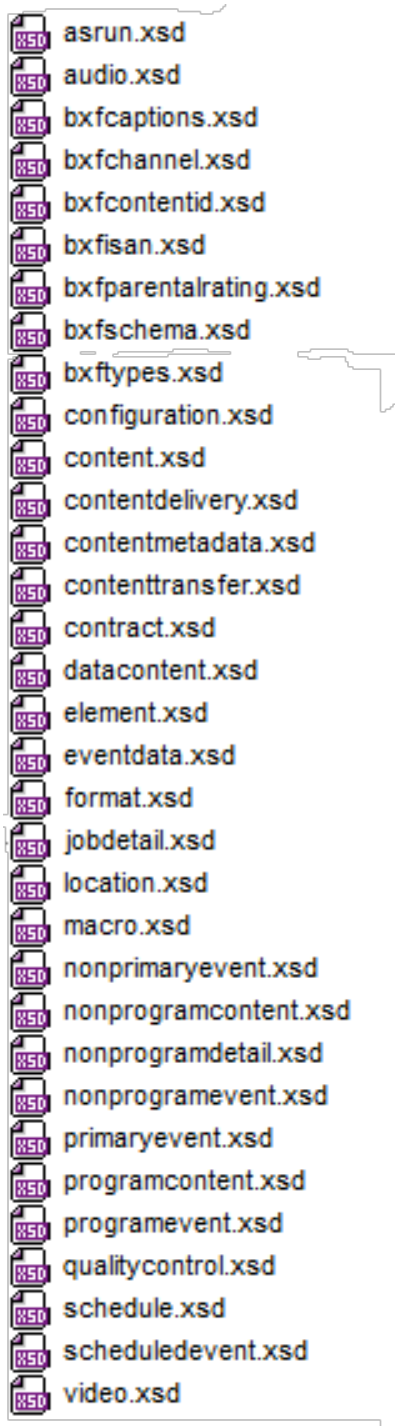 asrun.xsd
audio.xsd
bxfcaptions.xsd
bxfchannel.xsd
bxfcontentid.xsd
bxfisan.xsd
bxfparentalrating.xsd
bxfschema.xsd
bxftypes.xsd
configuration.xsd
content.xsd
contentdelivery.xsd
contentmetadata.xsd
contenttransfer.xsd
contract.xsd
datacontent.xsd
element.xsd
eventdata.xsd
format.xsd
jobdetail.xsd
location.xsd
macro.xsd
nonprimaryevent.xsd
nonprogramcontent.xsd
nonprogramdetail.xsd
nonprogramevent.xsd
primaryevent.xsd
programcontent.xsd
programevent.xsd
qualitycontrol.xsd
schedule.xsd
scheduledevent.xsd
video.xsd